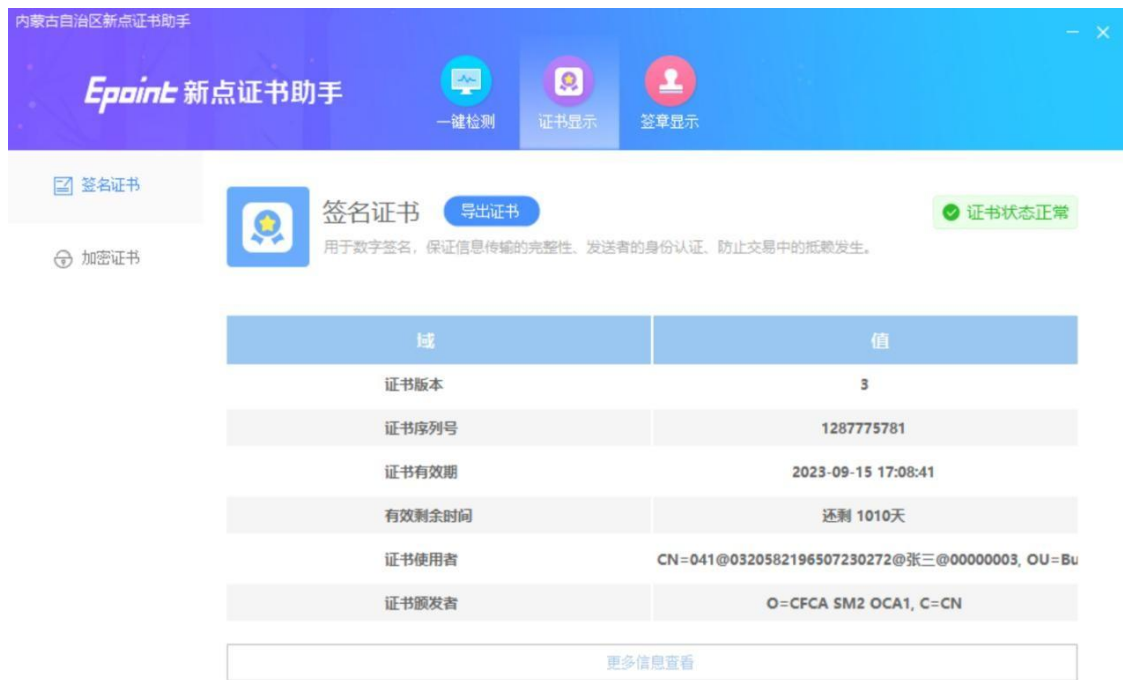 内蒙古自治区新点证书助手
Epoint 新点证书助手
一键检测 证书显示 签章显示
签名证书
加密证书
签名证书 导出证书
证书状态正常
用于数字签名,保证信息传输的完整性、发送者的身份认证、防止交易中的抵赖发生。
域 值
证书版本 3
证书序列号 1287775781
证书有效期 2023-09-15 17:08:41
有效剩余时间 还剩 1010天
证书使用者 CN=041@0320582196507230272@张三@00000003, OU=Bu
证书颁发者 O=CFCA SM2 OCA1, C=CN
更多信息查看